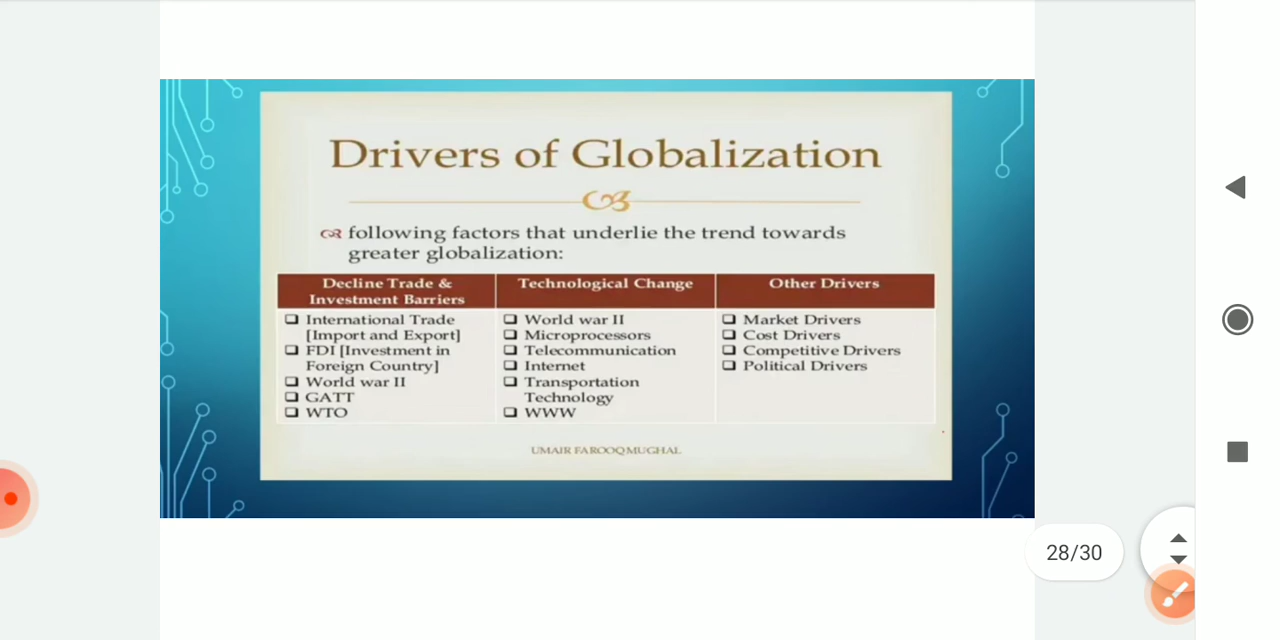 Drivers of Globalization
following factors that underlie the trend towards
greater globalization:
Decline Trade &
Investment Barriers
International Trade
[Import and Export]
FDI [Investment in
Foreign Country]
World war II
GATT
WTO
Technological Change
World war II
Microprocessors
Telecommunication
Internet
Transportation
Technology
WWW
Other Drivers
Market Drivers
Cost Drivers
Competitive Drivers
Political Drivers
UMAIR FAROOQ MUGHAL
28/30